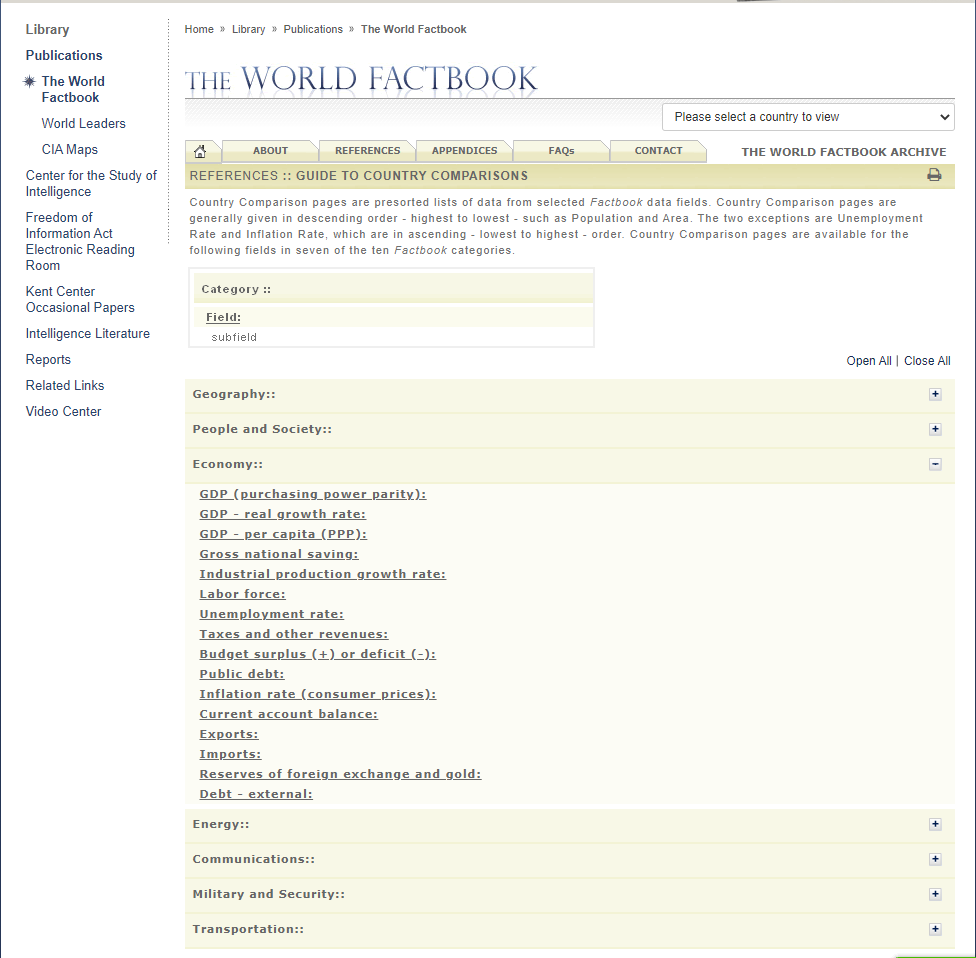 Library
Publications
The World
Factbook
World Leaders
CIA Maps
Center for the Study of
Intelligence
Freedom of
Information Act
Electronic Reading
Room
Kent Center
Occasional Papers
Intelligence Literature
Reports
Related Links
Video Center
Home » Library » Publications » The World Factbook
THE WORLD FACTBOOK
Please select a country to view
ABOUT REFERENCES APPENDICES FAQs CONTACT THE WORLD FACTBOOK ARCHIVE
REFERENCES :: GUIDE TO COUNTRY COMPARISONS
Country Comparison pages are presorted lists of data from selected Factbook data fields. Country Comparison pages are
generally given in descending order - highest to lowest - such as Population and Area. The two exceptions are Unemployment
Rate and Inflation Rate, which are in ascending - lowest to highest - order. Country Comparison pages are available for the
following fields in seven of the ten Factbook categories.
Category ::
Field:
subfield
Open All | Close All
Geography::
People and Society::
Economy::
GDP (purchasing power parity):
GDP - real growth rate:
GDP - per capita (PPP):
Gross national saving:
Industrial production growth rate:
Labor force:
Unemployment rate:
Taxes and other revenues:
Budget surplus (+) or deficit (-):
Public debt:
Inflation rate (consumer prices):
Current account balance:
Exports:
Imports:
Reserves of foreign exchange and gold:
Debt - external:
Energy::
Communications::
Military and Security::
Transportation::